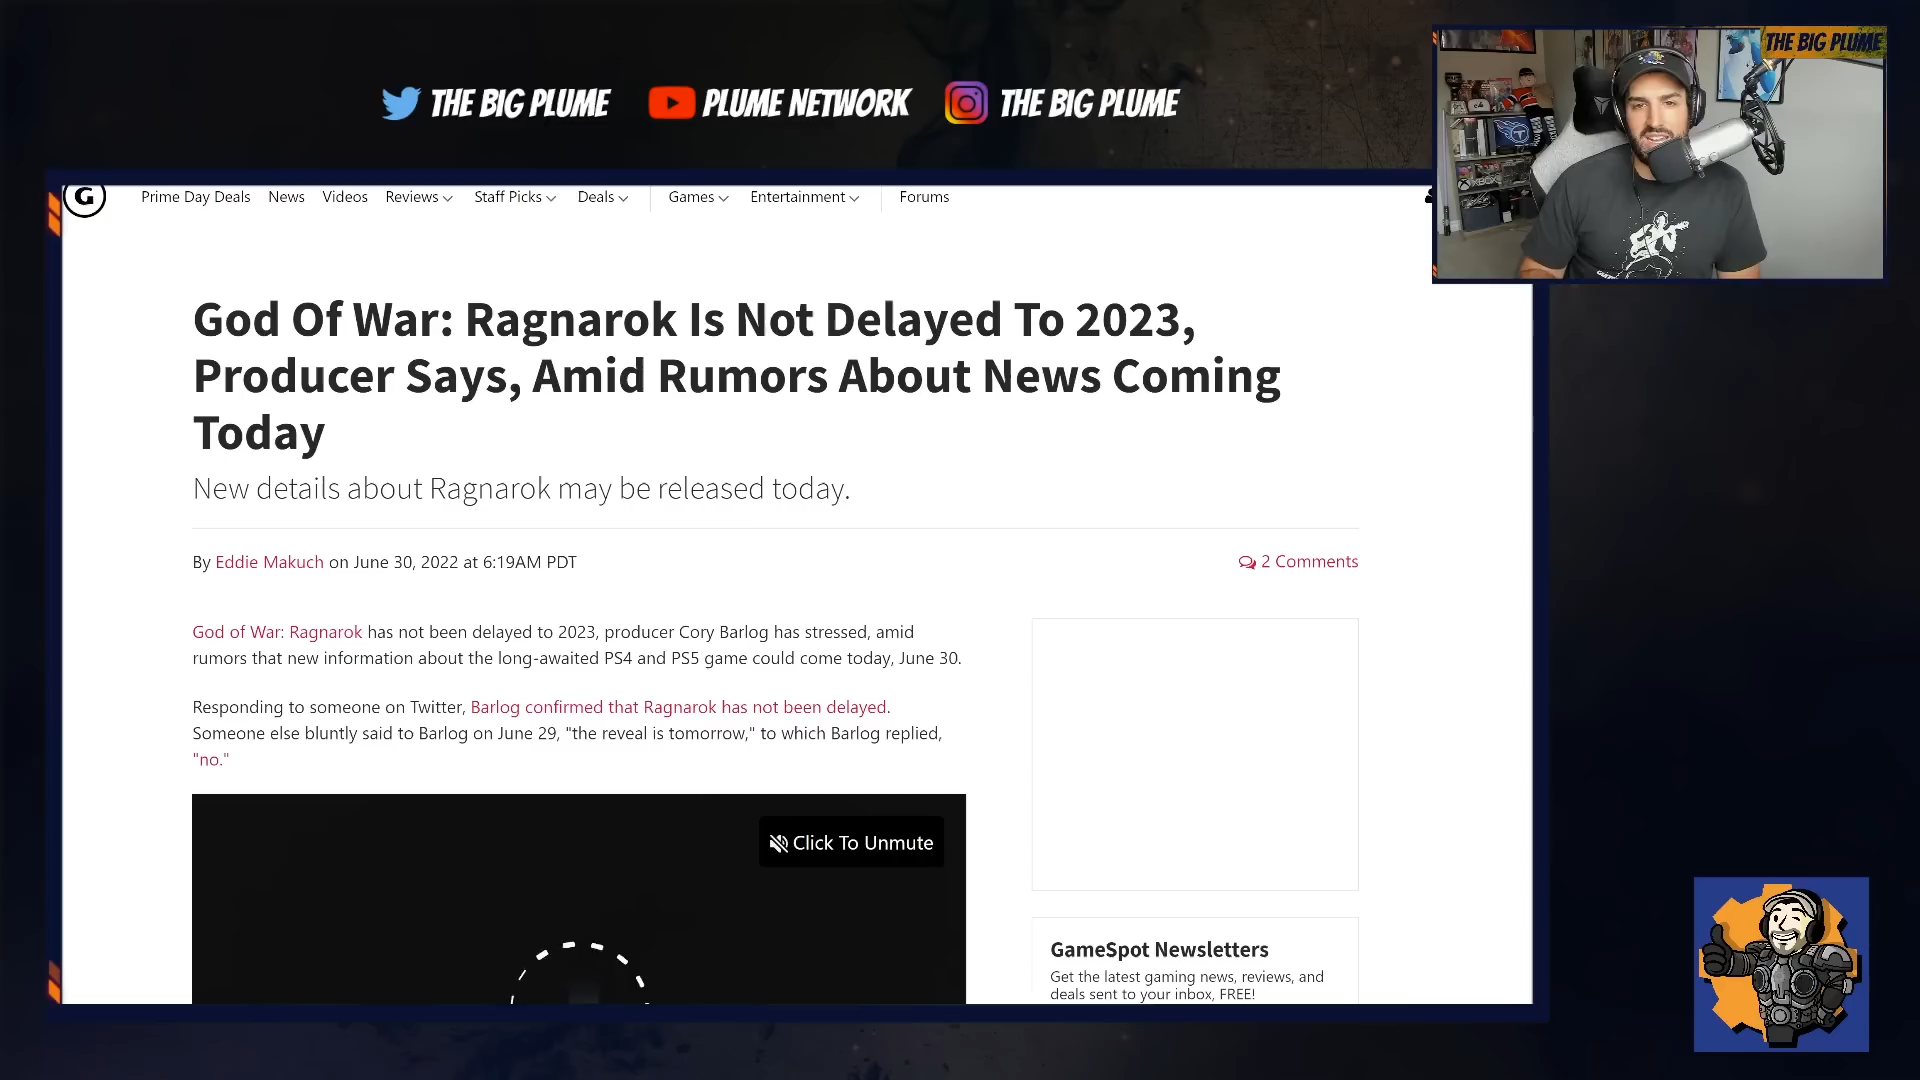 THE BIG PLUME PLUME NETWORK THE BIG PLUME
THE BIG PLUME
G
Prime Day Deals News Videos Reviews Staff Picks Deals Games Entertainment Forums
XBOX
God Of War: Ragnarok Is Not Delayed To 2023,
Producer Says, Amid Rumors About News Coming
Today
New details about Ragnarok may be released today.
By Eddie Makuch on June 30, 2022 at 6:19AM PDT
2 Comments
God of War: Ragnarok has not been delayed to 2023, producer Cory Barlog has stressed, amid
rumors that new information about the long-awaited PS4 and PS5 game could come today, June 30.
Responding to someone on Twitter, Barlog confirmed that Ragnarok has not been delayed.
Someone else bluntly said to Barlog on June 29, "the reveal is tomorrow," to which Barlog replied,
"no."
Click To Unmute
GameSpot Newsletters
Get the latest gaming news, reviews, and
deals sent to your inbox, FREE!